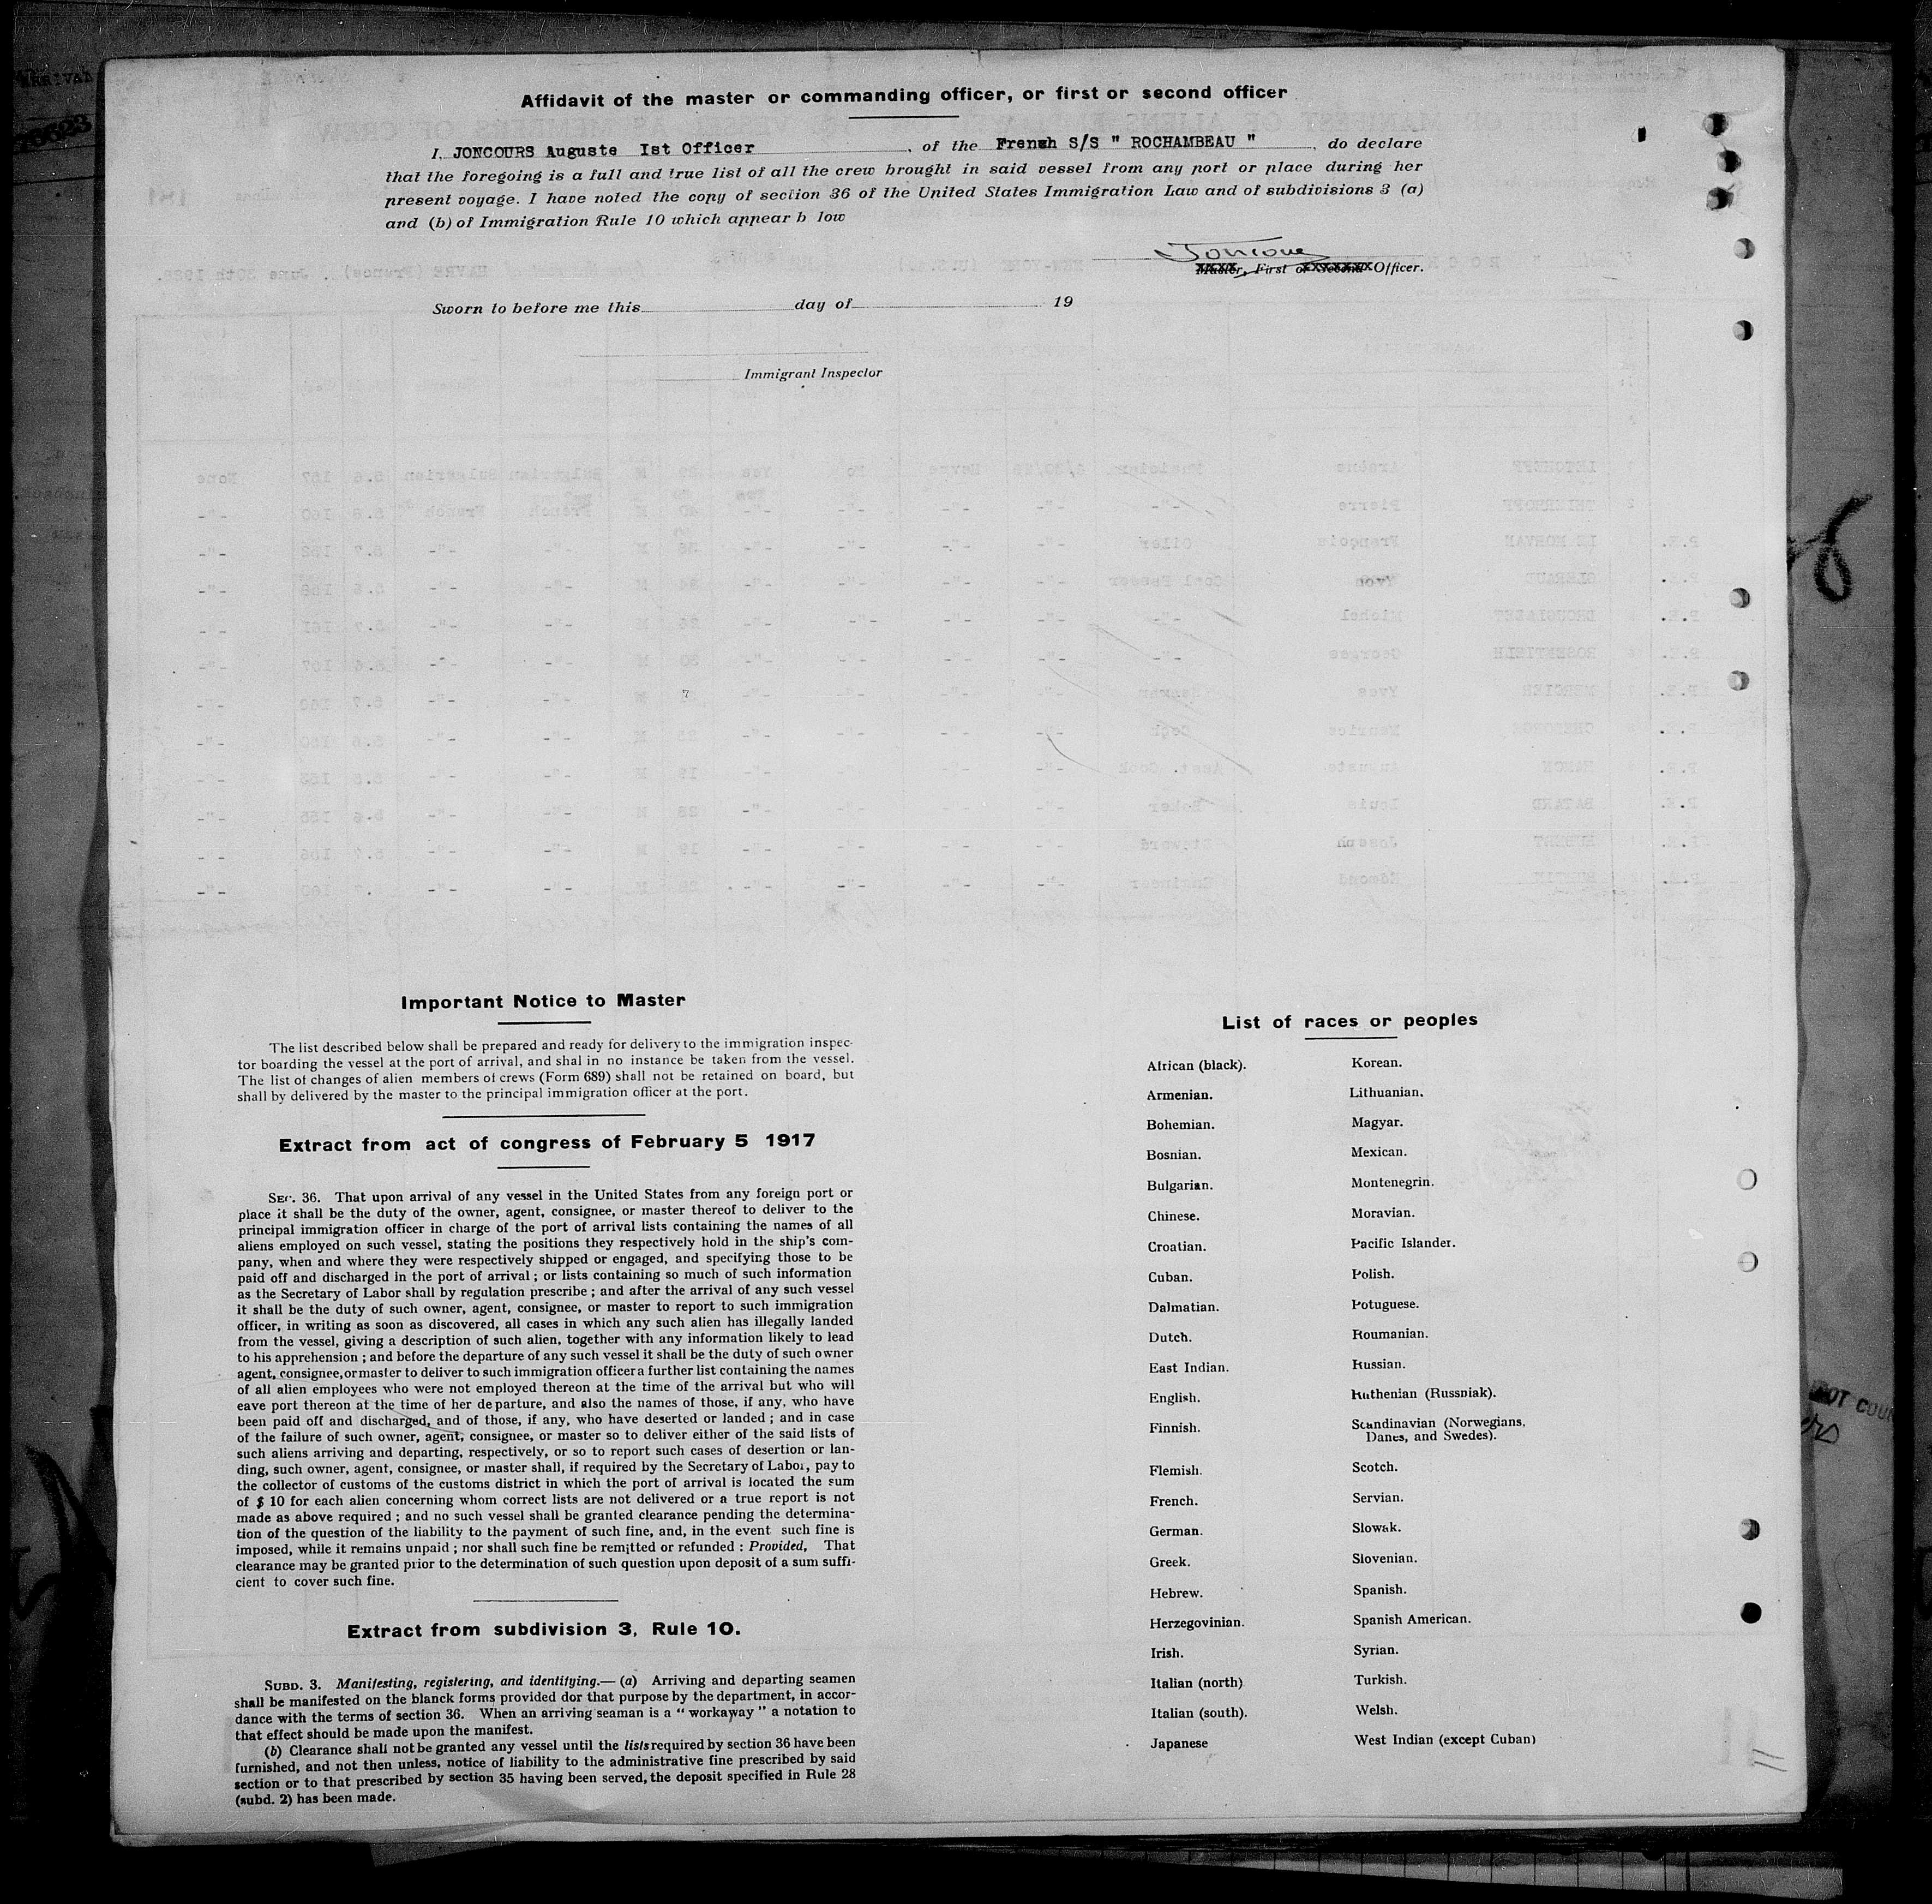 Affidavit of the master or commanding officer, or first or second officer
I, JONCOURS Auguste Ist Officer, of the French S/S " ROCHAMBEAU ", do declare
that the foregoing is a full and true list of all the crew brought in said vessel from any port or place during her
present voyage. I have noted the copy of section 36 of the United States Immigration Law and of subdivisions 3 (a)
and (b) of Immigration Rule 10 which appear b low
Joncour
Master, First or Second Officer.
Sworn to before me this day of 19
Immigrant Inspector
Important Notice to Master
The list described below shall be prepared and ready for delivery to the immigration inspec-
tor boarding the vessel at the port of arrival, and shal in no instance be taken from the vessel.
The list of changes of alien members of crews (Form 689) shall not be retained on board, but
shall by delivered by the master to the principal immigration officer at the port.
Extract from act of congress of February 5 1917
SEC. 36. That upon arrival of any vessel in the United States from any foreign port or
place it shall be the duty of the owner, agent, consignee, or master thereof to deliver to the
principal immigration officer in charge of the port of arrival lists containing the names of all
aliens employed on such vessel, stating the positions they respectively hold in the ship's com-
pany, when and where they were respectively shipped or engaged, and specifying those to be
paid off and discharged in the port of arrival ; or lists containing so much of such information
as the Secretary of Labor shall by regulation prescribe ; and after the arrival of any such vessel
it shall be the duty of such owner, agent, consignee, or master to report to such immigration
officer, in writing as soon as discovered, all cases in which any such alien has illegally landed
from the vessel, giving a description of such alien, together with any information likely to lead
to his apprehension ; and before the departure of any such vessel it shall be the duty of such owner
agent, consignee, or master to deliver to such immigration officer a further list containing the names
of all alien employees who were not employed thereon at the time of the arrival but who will
eave port thereon at the time of her departure, and also the names of those, if any, who have
been paid off and discharged, and of those, if any, who have deserted or landed ; and in case
of the failure of such owner, agent, consignee, or master so to deliver either of the said lists of
such aliens arriving and departing, respectively, or so to report such cases of desertion or lan-
ding, such owner, agent, consignee, or master shall, if required by the Secretary of Labor, pay to
the collector of customs of the customs district in which the port of arrival is located the sum
of $ 10 for each alien concerning whom correct lists are not delivered or a true report is not
made as above required ; and no such vessel shall be granted clearance pending the determina-
tion of the question of the liability to the payment of such fine, and, in the event such fine is
imposed, while it remains unpaid ; nor shall such fine be remitted or refunded : Provided, That
clearance may be granted prior to the determination of such question upon deposit of a sum suffi-
cient to cover such fine.
Extract from subdivision 3, Rule 10.
SUBD. 3. Manifesting, registering, and identifying.— (a) Arriving and departing seamen
shall be manifested on the blanck forms provided dor that purpose by the department, in accor-
dance with the terms of section 36. When an arriving seaman is a " workaway " a notation to
that effect should be made upon the manifest.
(b) Clearance shall not be granted any vessel until the lists required by section 36 have been
furnished, and not then unless, notice of liability to the administrative fine prescribed by said
section or to that prescribed by section 35 having been served, the deposit specified in Rule 28
(subd. 2) has been made.
List of races or peoples
African (black).
Armenian.
Bohemian.
Bosnian.
Bulgarian.
Chinese.
Croatian.
Cuban.
Dalmatian.
Dutch.
East Indian.
English.
Finnish.
Flemish.
French.
German.
Greek.
Hebrew.
Herzegovinian.
Irish.
Italian (north)
Italian (south).
Japanese
Korean.
Lithuanian.
Magyar.
Mexican.
Montenegrin.
Moravian.
Pacific Islander.
Polish.
Potuguese.
Roumanian.
Russian.
Ruthenian (Russniak).
Scandinavian (Norwegians,
Danes, and Swedes).
Scotch.
Servian.
Slowak.
Slovenian.
Spanish.
Spanish American.
Syrian.
Turkish.
Welsh.
West Indian (except Cuban)